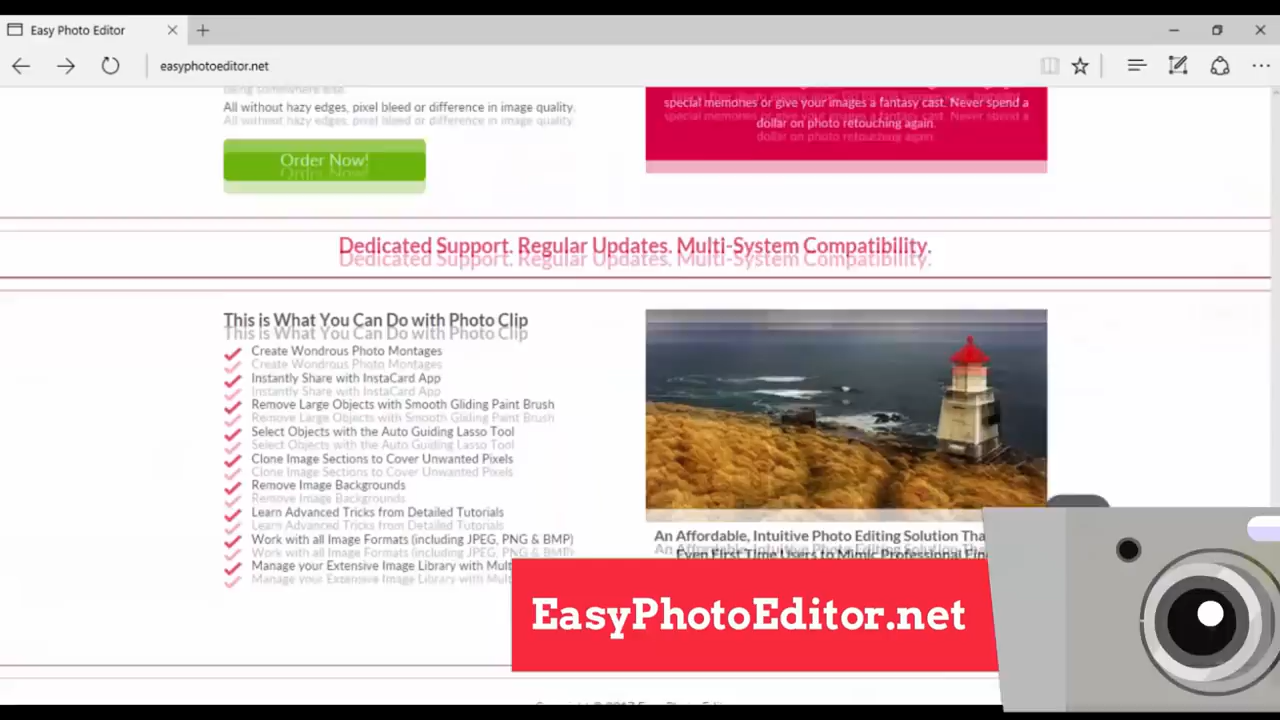 Easy Photo Editor
easyphotoeditor.net
using somewhere else.
All without hazy edges, pixel bleed or difference in image quality.
Order Now!
special memories or give your images a fantasy cast. Never spend a
dollar on photo retouching again.
Dedicated Support. Regular Updates. Multi-System Compatibility.
This is What You Can Do with Photo Clip
Create Wondrous Photo Montages
Instantly Share with InstaCard App
Remove Large Objects with Smooth Gliding Paint Brush
Select Objects with the Auto Guiding Lasso Tool
Clone Image Sections to Cover Unwanted Pixels
Remove Image Backgrounds
Learn Advanced Tricks from Detailed Tutorials
Work with all Image Formats (including JPEG, PNG & BMP)
Manage your Extensive Image Library with
An Affordable, Intuitive Photo Editing Solution
Even First Time Users to Mimic Profesional
EasyPhotoEditor.net